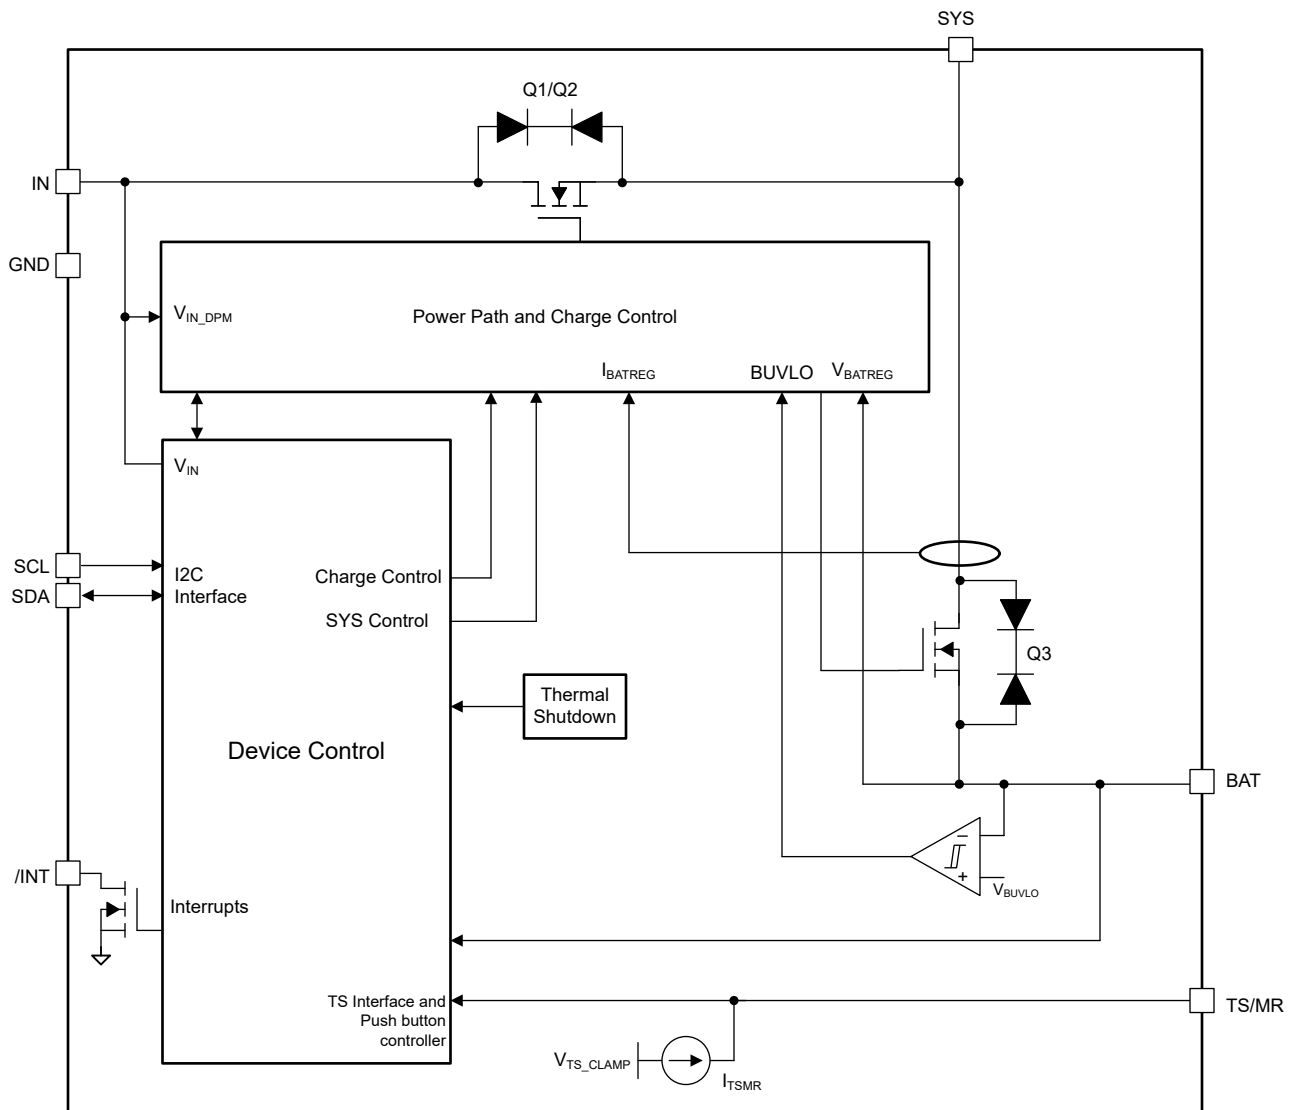 SYS
Q1/Q2
IN
GND
V_IN_DPM
Power Path and Charge Control
I_BATREG
BUVLO
V_BATREG
V_IN
SCL
SDA
I2C
Interface
Charge Control
SYS Control
Q3
Thermal
Shutdown
Device Control
BAT
−
+
V_BUVLO
/INT
Interrupts
TS Interface and
Push button
controller
TS/MR
V_TS_CLAMP
I_TSMR